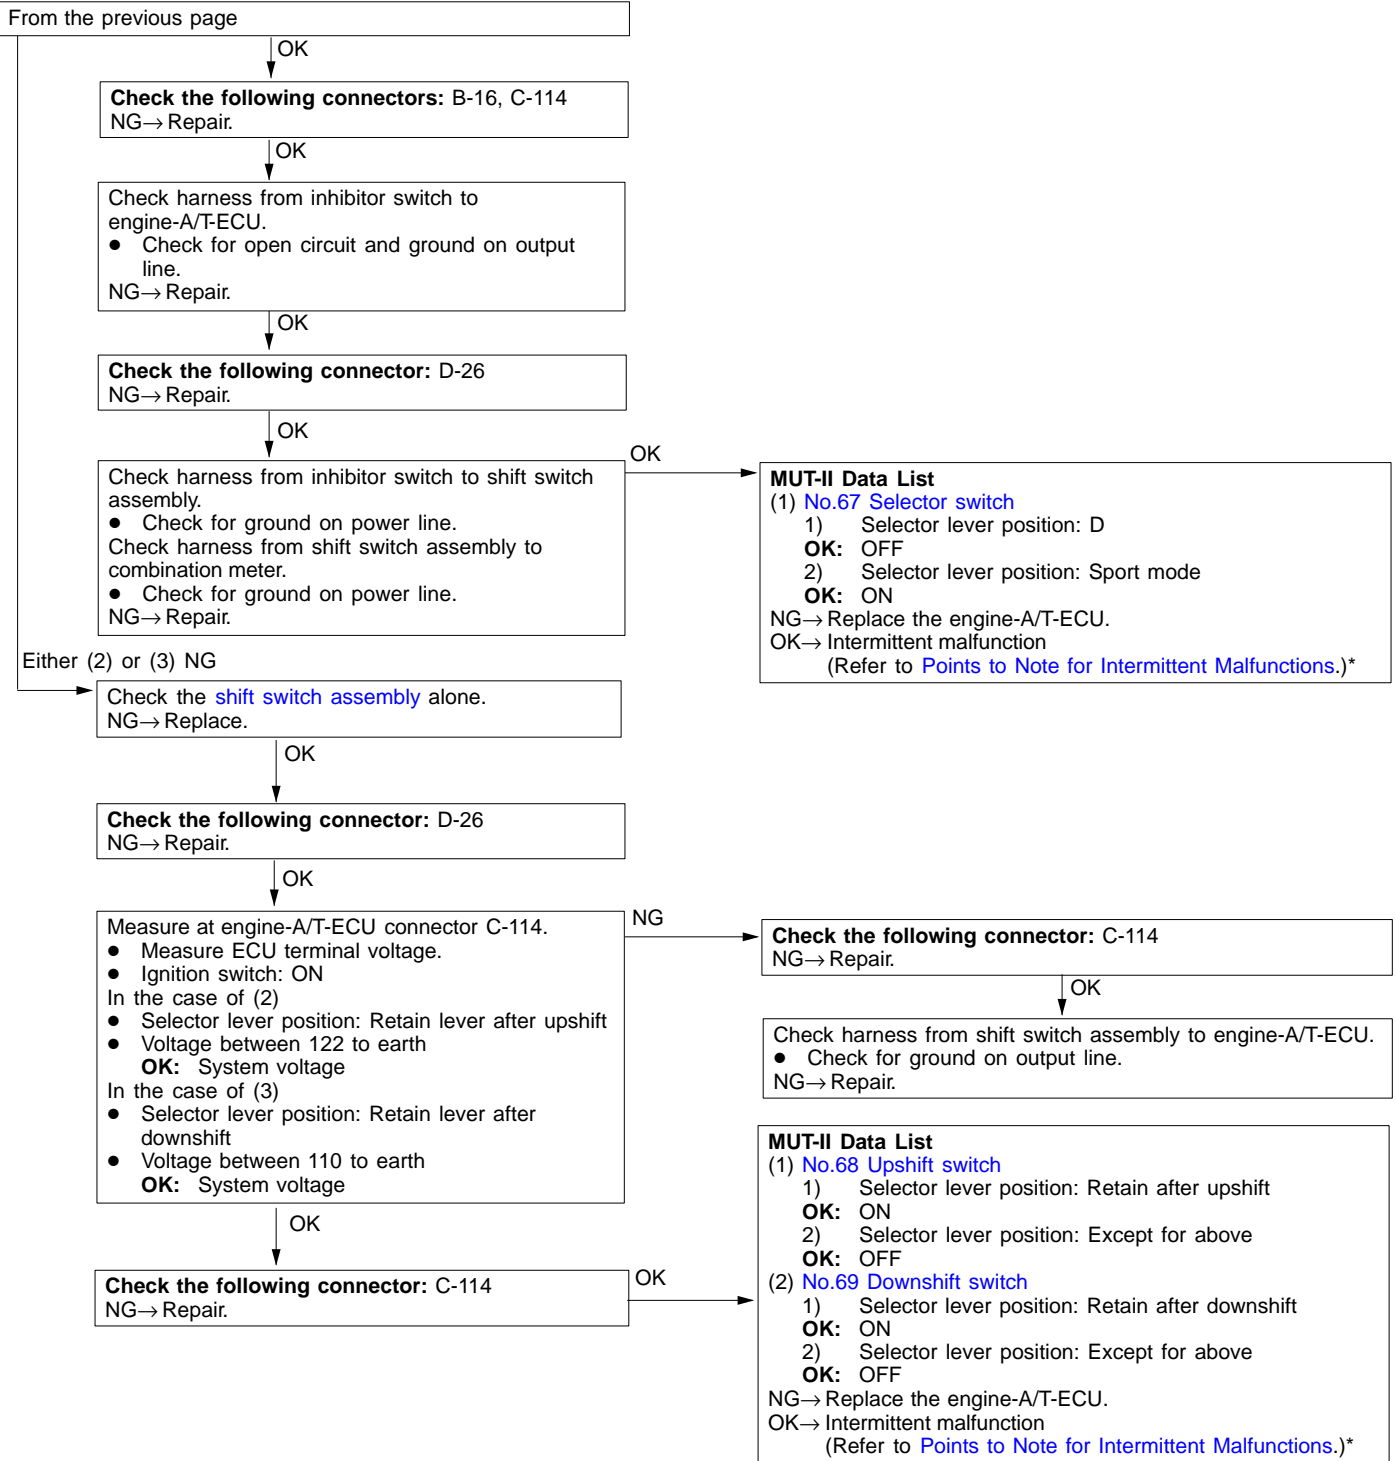 From the previous page
OK
Check the following connectors: B-16, C-114
NG→Repair.
OK
Check harness from inhibitor switch to
engine-A/T-ECU.
● Check for open circuit and ground on output
line.
NG→Repair.
OK
Check the following connector: D-26
NG→Repair.
OK
Check harness from inhibitor switch to shift switch
assembly.
● Check for ground on power line.
Check harness from shift switch assembly to
combination meter.
● Check for ground on power line.
NG→Repair.
OK
MUT-II Data List
(1) No.67 Selector switch
1) Selector lever position: D
OK: OFF
2) Selector lever position: Sport mode
OK: ON
NG→Replace the engine-A/T-ECU.
OK→Intermittent malfunction
(Refer to Points to Note for Intermittent Malfunctions.)*
Either (2) or (3) NG
Check the shift switch assembly alone.
NG→Replace.
OK
Check the following connector: D-26
NG→Repair.
OK
Measure at engine-A/T-ECU connector C-114.
● Measure ECU terminal voltage.
● Ignition switch: ON
In the case of (2)
● Selector lever position: Retain lever after upshift
● Voltage between 122 to earth
OK: System voltage
In the case of (3)
● Selector lever position: Retain lever after
downshift
● Voltage between 110 to earth
OK: System voltage
NG
Check the following connector: C-114
NG→Repair.
OK
Check harness from shift switch assembly to engine-A/T-ECU.
● Check for ground on output line.
NG→Repair.
OK
Check the following connector: C-114
NG→Repair.
OK
MUT-II Data List
(1) No.68 Upshift switch
1) Selector lever position: Retain after upshift
OK: ON
2) Selector lever position: Except for above
OK: OFF
(2) No.69 Downshift switch
1) Selector lever position: Retain after downshift
OK: ON
2) Selector lever position: Except for above
OK: OFF
NG→Replace the engine-A/T-ECU.
OK→Intermittent malfunction
(Refer to Points to Note for Intermittent Malfunctions.)*